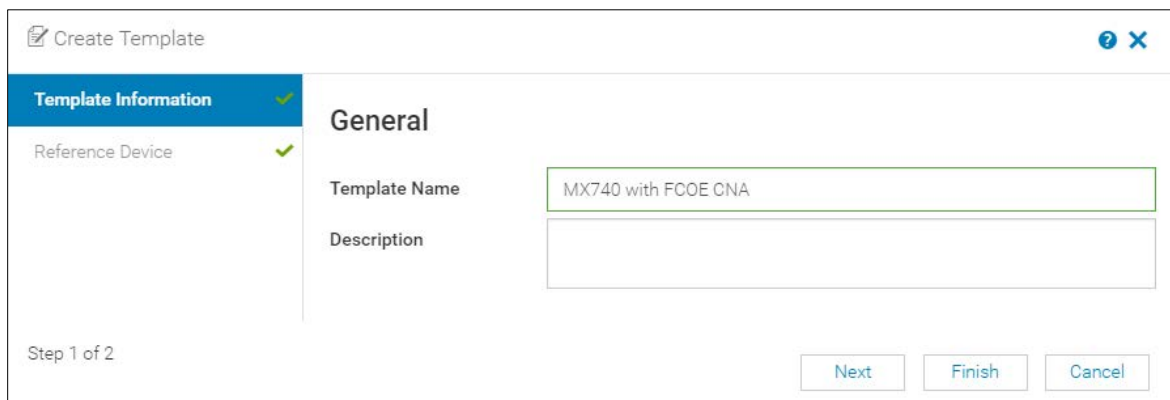 Create Template
Template Information
Reference Device
General
Template Name
MX740 with FCOE CNA
Description
Step 1 of 2
Next
Finish
Cancel